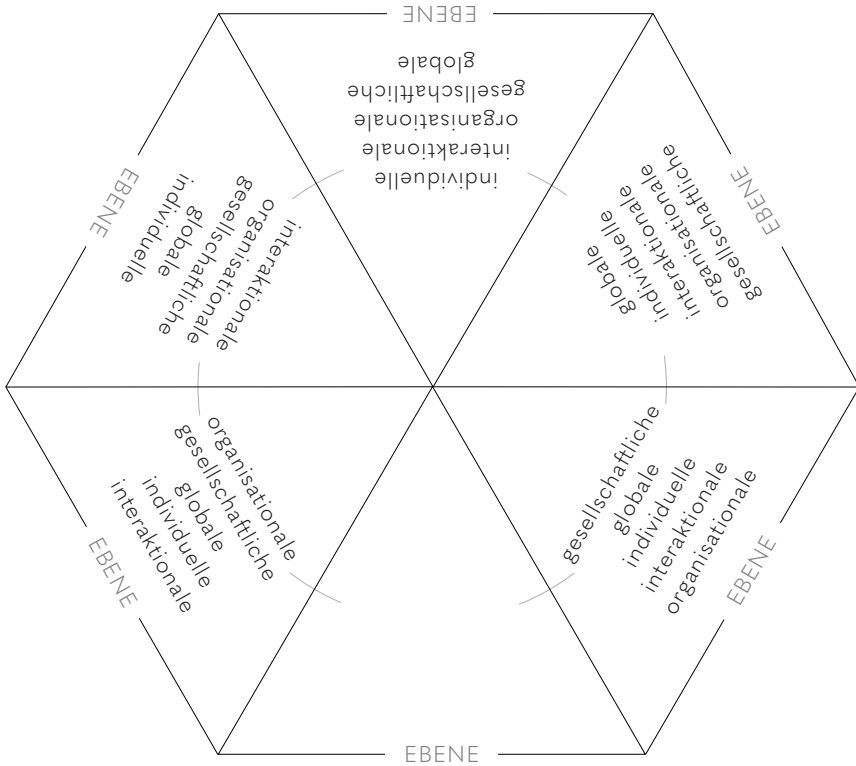 individuelle
interaktionale
organisationale
gesellschaftliche
globale
EBENE
globale
individuelle
interaktionale
organisationale
gesellschaftliche
EBENE
gesellschaftliche
globale
individuelle
interaktionale
organisationale
EBENE
EBENE
organisationale
gesellschaftliche
globale
individuelle
interaktionale
EBENE
interaktionale
organisationale
gesellschaftliche
globale
individuelle
EBENE